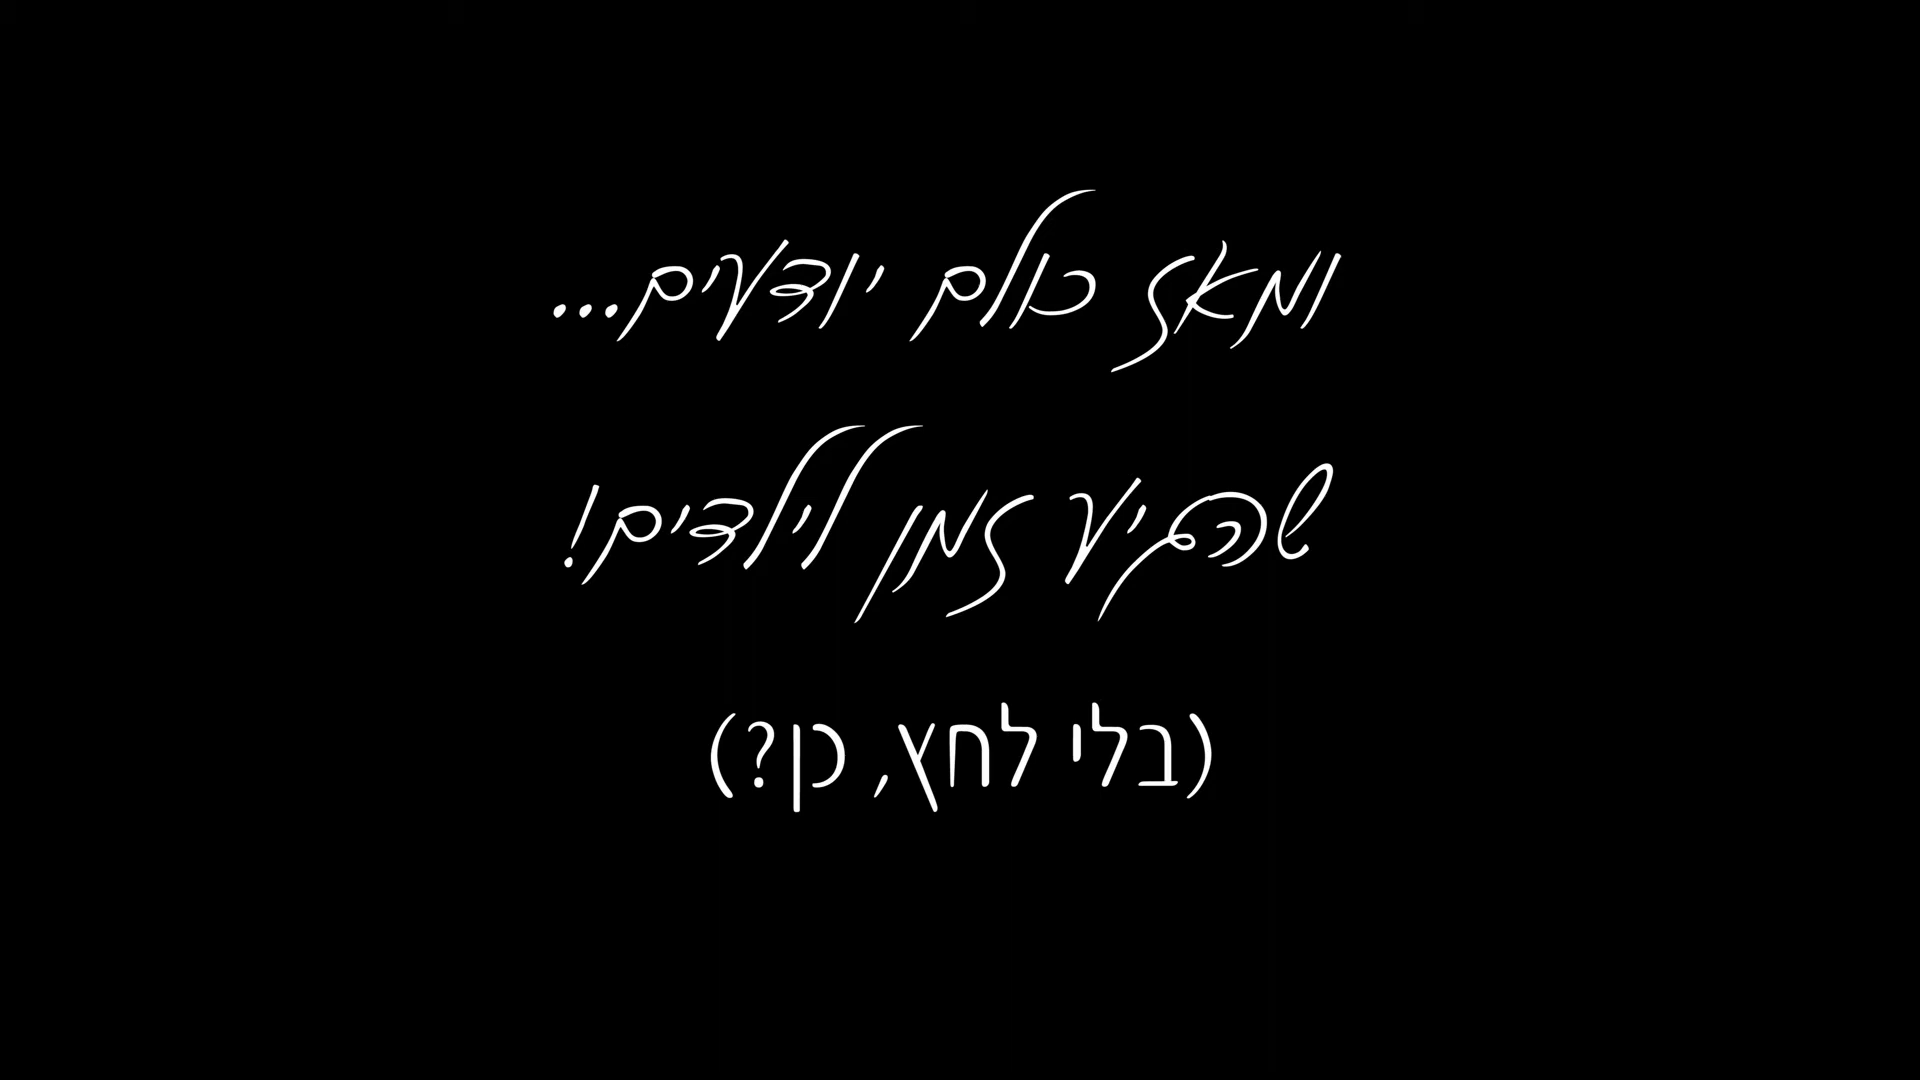 ומאז כולם יודעים...
שהגיע זמן לילדים!
(בלי לחץ, כן?)